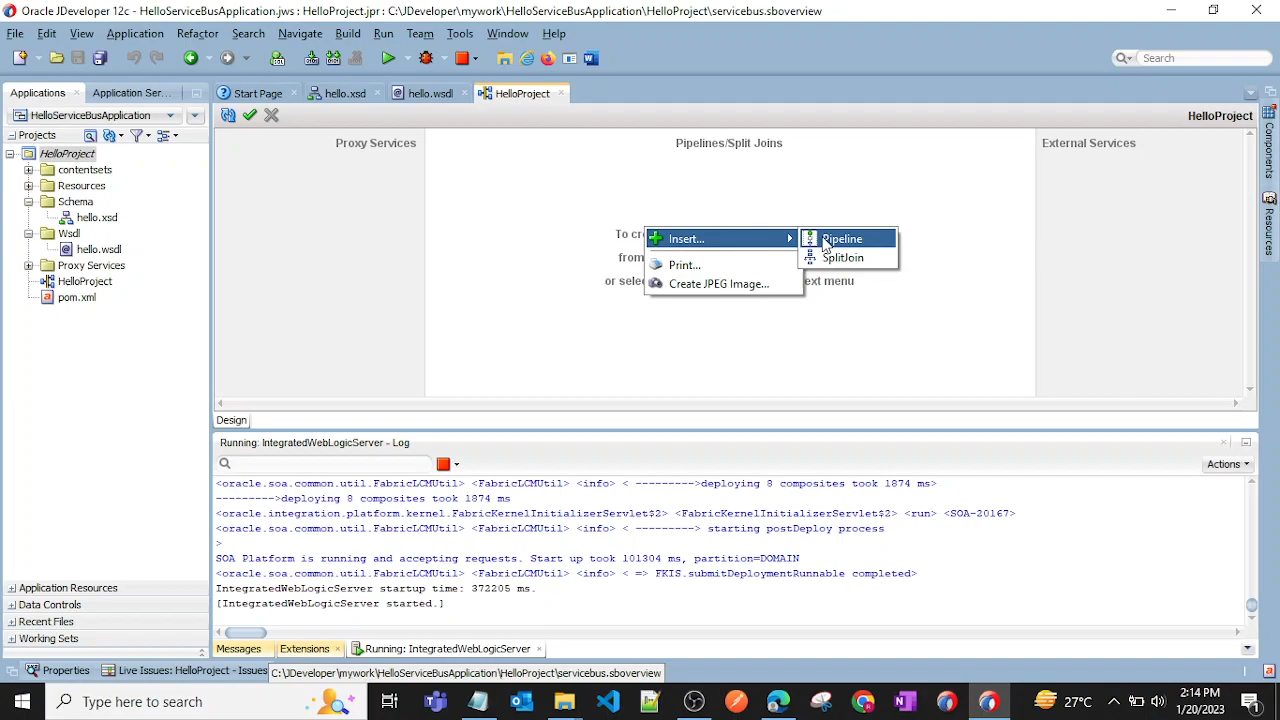 Oracle JDeveloper 12c - HelloServiceBusApplication.jws : HelloProject.jpr : C:\JDeveloper\mywork\HelloServiceBusApplication\HelloProject\servicebus.sboverview
File Edit View Application Refactor Search Navigate Build Run Team Tools Window Help
Search
Applications Application Ser... Start Page hello.xsd hello.wsdl HelloProject
HelloServiceBusApplication HelloProject
Projects
Proxy Services Pipelines/Split Joins External Services
HelloProject
contentsets
Resources
Schema
hello.xsd
Wsdl
hello.wsdl
Proxy Services
HelloProject
pom.xml
To cr
from
or selec ext menu
Insert... Pipeline
SplitJoin
Print...
Create JPEG Image...
Components
Resources
Design
Running: IntegratedWebLogicServer - Log
Actions
<oracle.soa.common.util.FabricLCMUtil> <FabricLCMUtil> <info> < --------->deploying 8 composites took 1874 ms>
--------->deploying 8 composites took 1874 ms
<oracle.integration.platform.kernel.FabricKernelInitializerServlet$2> <FabricKernelInitializerServlet$2> <run> <SOA-20167>
<oracle.soa.common.util.FabricLCMUtil> <FabricLCMUtil> <info> < ---------> starting postDeploy process
>
SOA Platform is running and accepting requests. Start up took 101304 ms, partition=DOMAIN
<oracle.soa.common.util.FabricLCMUtil> <FabricLCMUtil> <info> < => FKIS.submitDeploymentRunnable completed>
IntegratedWebLogicServer startup time: 372205 ms.
[IntegratedWebLogicServer started.]
Application Resources
Data Controls
Recent Files
Working Sets
Messages Extensions Running: IntegratedWebLogicServer
Properties Live Issues: HelloProject - Issues C:\JDeveloper\mywork\HelloServiceBusApplication\HelloProject\servicebus.sboverview
Type here to search
27°C
2:14 PM
1/20/2023